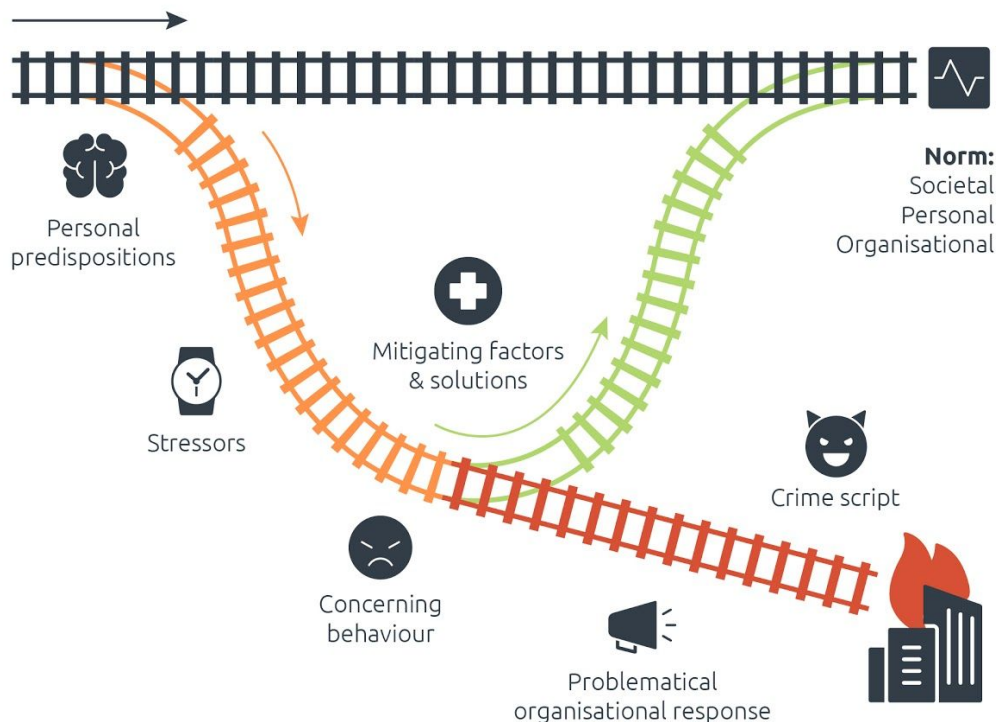 Norm:
Societal
Personal
Organisational
Personal
predispositions
Mitigating factors
& solutions
Stressors
Crime script
Concerning
behaviour
Problematical
organisational response